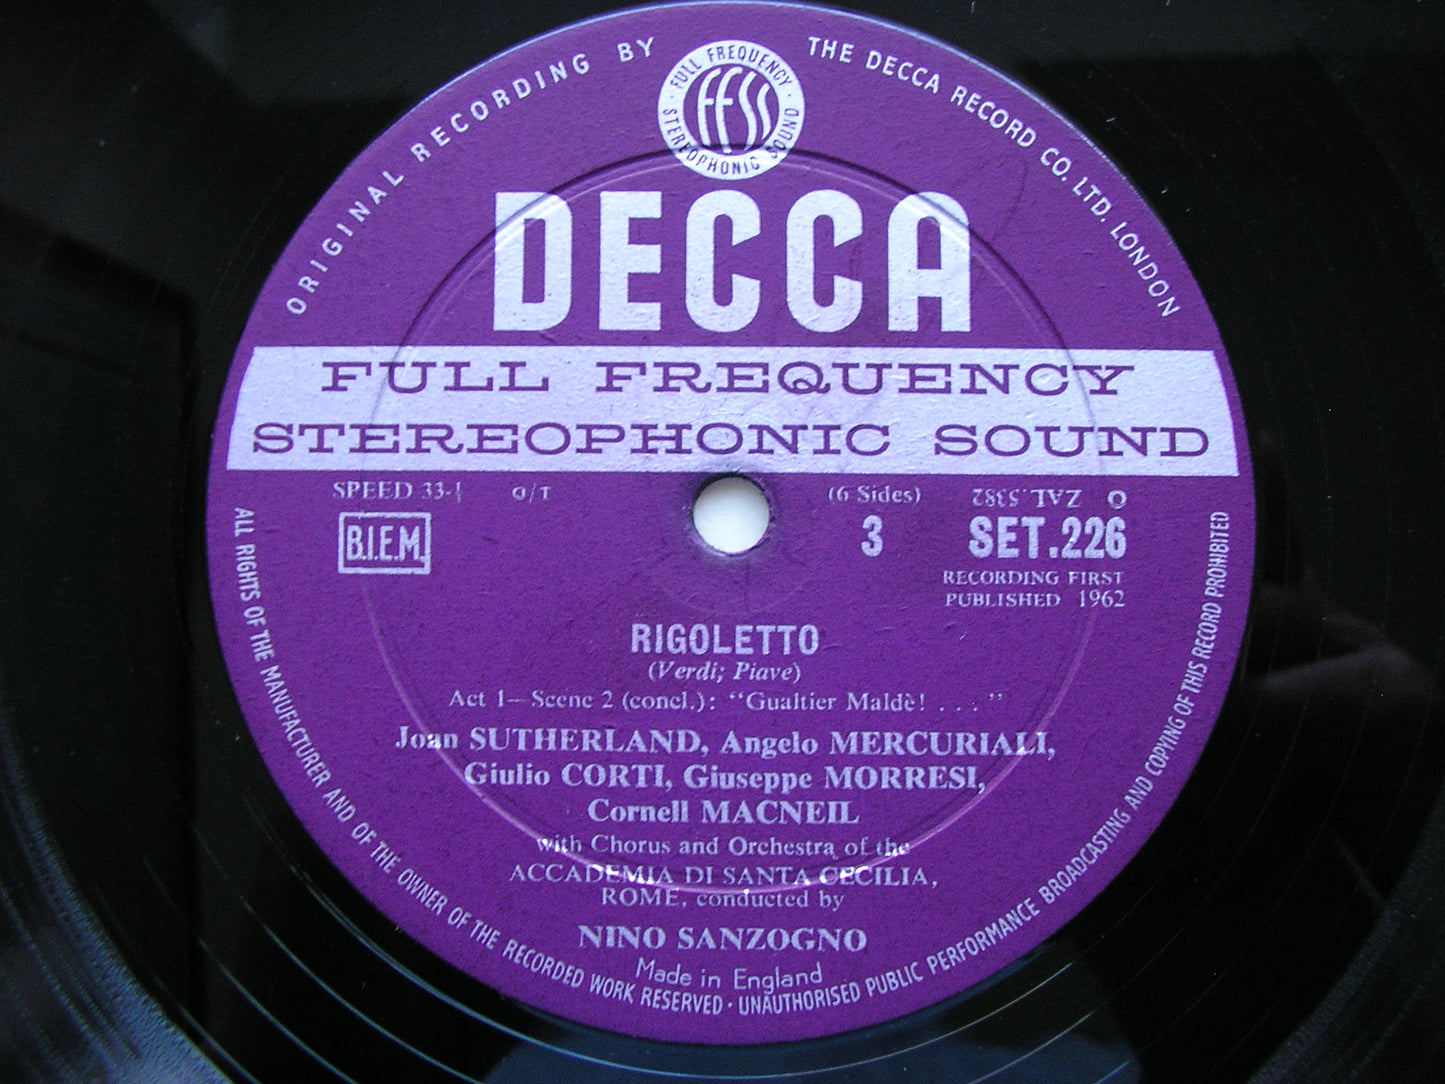 ORIGINAL RECORDING BY THE DECCA RECORD CO. LTD. LONDON
· FULL FREQUENCY · STEREOPHONIC SOUND
FFSS
DECCA
FULL FREQUENCY
STEREOPHONIC SOUND
SPEED 33-⅓ O/T (6 Sides) ZAL.5382 O
B.I.E.M. 3 SET.226
RECORDING FIRST
PUBLISHED 1962
RIGOLETTO
(Verdi; Piave)
Act 1—Scene 2 (concl.): "Gualtier Maldè! . . . "
Joan SUTHERLAND, Angelo MERCURIALI,
Giulio CORTI, Giuseppe MORRESI,
Cornell MACNEIL
with Chorus and Orchestra of the
ACCADEMIA DI SANTA CECILIA,
ROME, conducted by
NINO SANZOGNO
Made in England
ALL RIGHTS OF THE MANUFACTURER AND OF THE OWNER OF THE RECORDED WORK RESERVED · UNAUTHORISED PUBLIC PERFORMANCE BROADCASTING AND COPYING OF THIS RECORD PROHIBITED